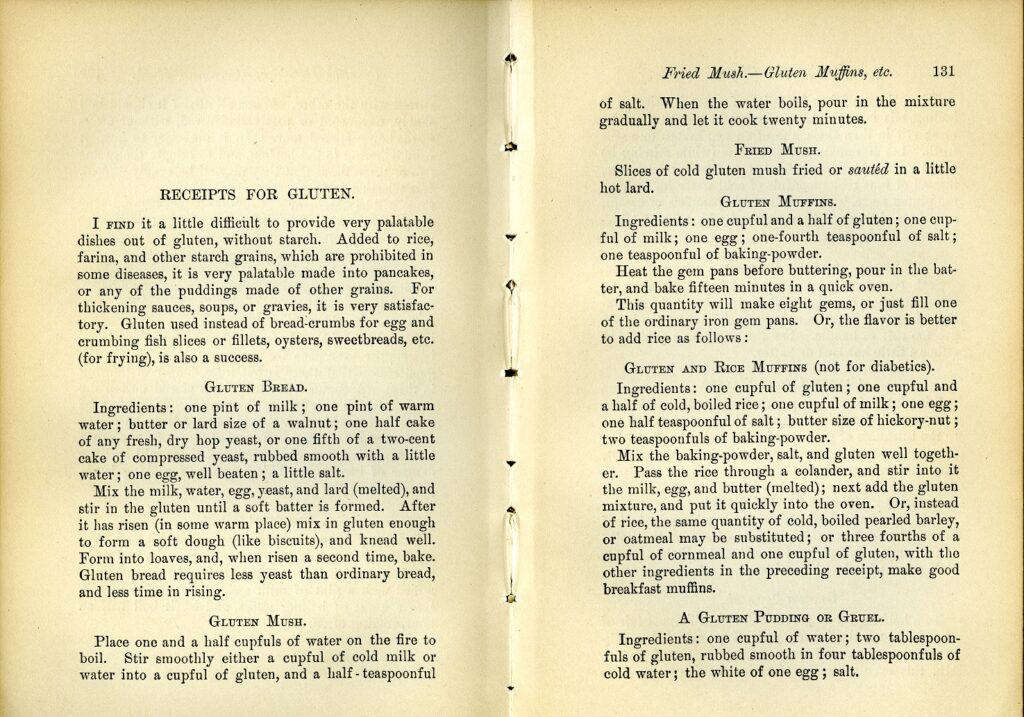 RECEIPTS FOR GLUTEN.
I FIND it a little difficult to provide very palatable
dishes out of gluten, without starch. Added to rice,
farina, and other starch grains, which are prohibited in
some diseases, it is very palatable made into pancakes,
or any of the puddings made of other grains. For
thickening sauces, soups, or gravies, it is very satisfac-
tory. Gluten used instead of bread-crumbs for egg and
crumbing fish slices or fillets, oysters, sweetbreads, etc.
(for frying), is also a success.
GLUTEN BREAD.
Ingredients: one pint of milk; one pint of warm
water; butter or lard size of a walnut; one half cake
of any fresh, dry hop yeast, or one fifth of a two-cent
cake of compressed yeast, rubbed smooth with a little
water; one egg, well beaten; a little salt.
Mix the milk, water, egg, yeast, and lard (melted), and
stir in the gluten until a soft batter is formed. After
it has risen (in some warm place) mix in gluten enough
to form a soft dough (like biscuits), and knead well.
Form into loaves, and, when risen a second time, bake.
Gluten bread requires less yeast than ordinary bread,
and less time in rising.
GLUTEN MUSH.
Place one and a half cupfuls of water on the fire to
boil. Stir smoothly either a cupful of cold milk or
water into a cupful of gluten, and a half-teaspoonful
Fried Mush.—Gluten Muffins, etc. 131
of salt. When the water boils, pour in the mixture
gradually and let it cook twenty minutes.
FRIED MUSH.
Slices of cold gluten mush fried or sautéd in a little
hot lard.
GLUTEN MUFFINS.
Ingredients: one cupful and a half of gluten; one cup-
ful of milk; one egg; one-fourth teaspoonful of salt;
one teaspoonful of baking-powder.
Heat the gem pans before buttering, pour in the bat-
ter, and bake fifteen minutes in a quick oven.
This quantity will make eight gems, or just fill one
of the ordinary iron gem pans. Or, the flavor is better
to add rice as follows:
GLUTEN AND RICE MUFFINS (not for diabetics).
Ingredients: one cupful of gluten; one cupful and
a half of cold, boiled rice; one cupful of milk; one egg;
one half teaspoonful of salt; butter size of hickory-nut;
two teaspoonfuls of baking-powder.
Mix the baking-powder, salt, and gluten well togeth-
er. Pass the rice through a colander, and stir into it
the milk, egg, and butter (melted); next add the gluten
mixture, and put it quickly into the oven. Or, instead
of rice, the same quantity of cold, boiled pearled barley,
or oatmeal may be substituted; or three fourths of a
cupful of cornmeal and one cupful of gluten, with the
other ingredients in the preceding receipt, make good
breakfast muffins.
A GLUTEN PUDDING OR GRUEL.
Ingredients: one cupful of water; two tablespoon-
fuls of gluten, rubbed smooth in four tablespoonfuls of
cold water; the white of one egg; salt.